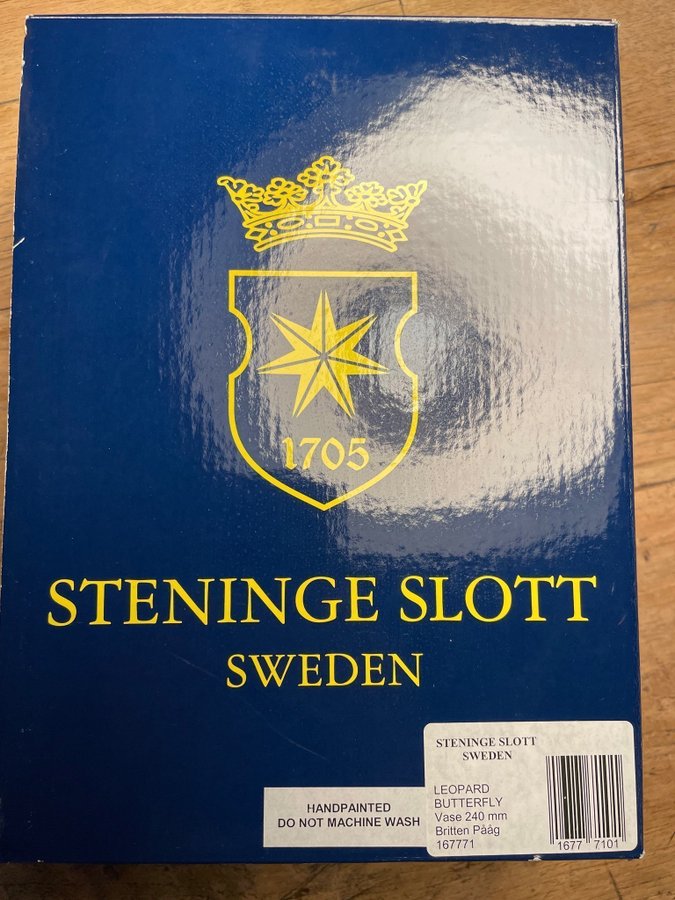 1705
STENINGE SLOTT
SWEDEN
HANDPAINTED
DO NOT MACHINE WASH
STENINGE SLOTT
SWEDEN
LEOPARD
BUTTERFLY
Vase 240 mm
Britten Pååg
167771
1677 7101